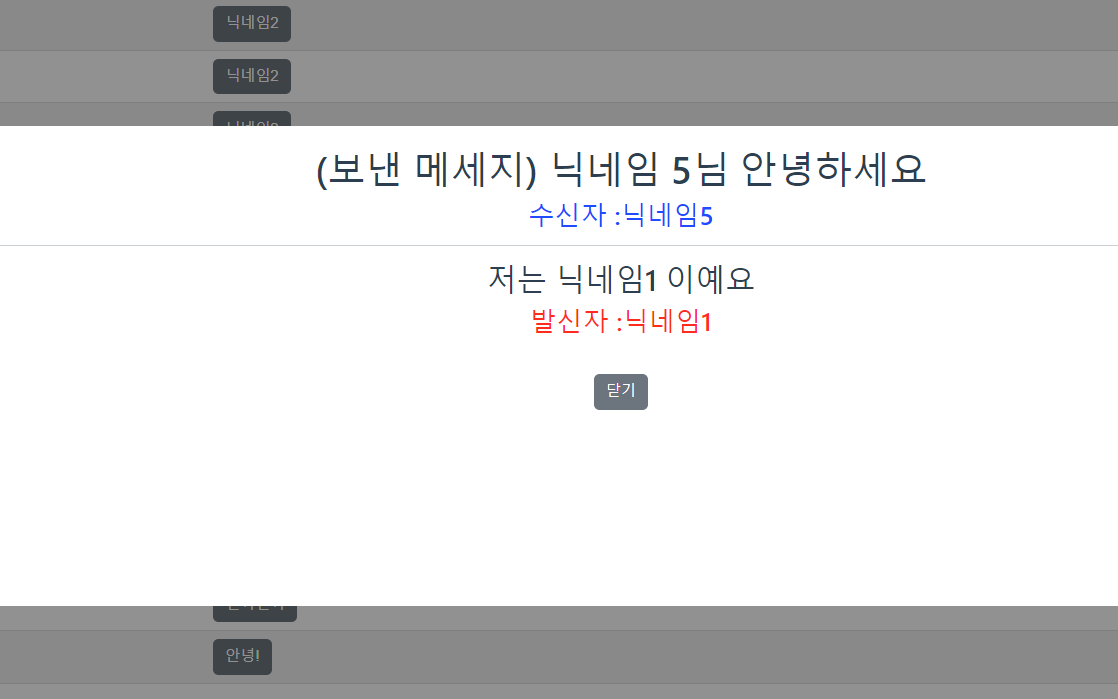 닉네임2
닉네임2
(보낸 메세지) 닉네임 5님 안녕하세요
수신자 :닉네임5
저는 닉네임1 이예요
발신자 :닉네임1
닫기
안녕!